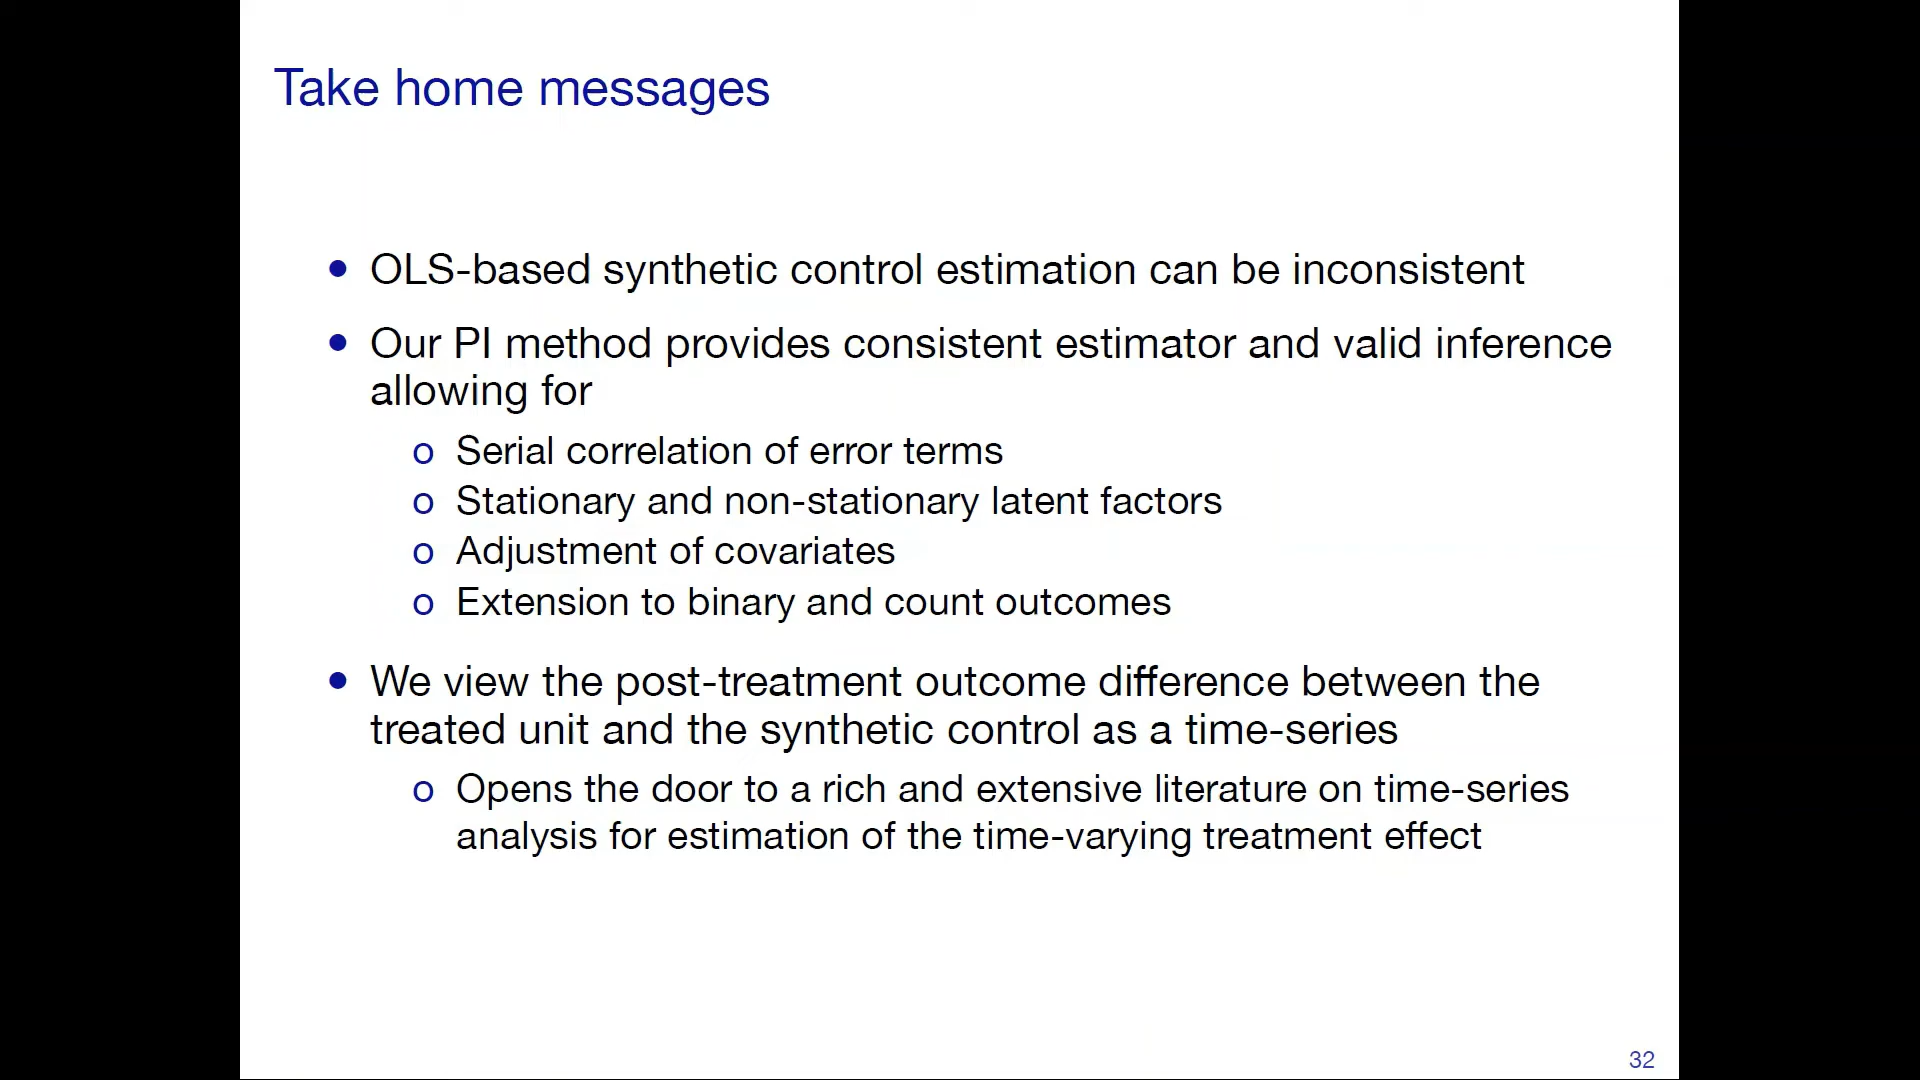 Take home messages
• OLS-based synthetic control estimation can be inconsistent
• Our PI method provides consistent estimator and valid inference
allowing for
o Serial correlation of error terms
o Stationary and non-stationary latent factors
o Adjustment of covariates
o Extension to binary and count outcomes
• We view the post-treatment outcome difference between the
treated unit and the synthetic control as a time-series
o Opens the door to a rich and extensive literature on time-series
analysis for estimation of the time-varying treatment effect
32